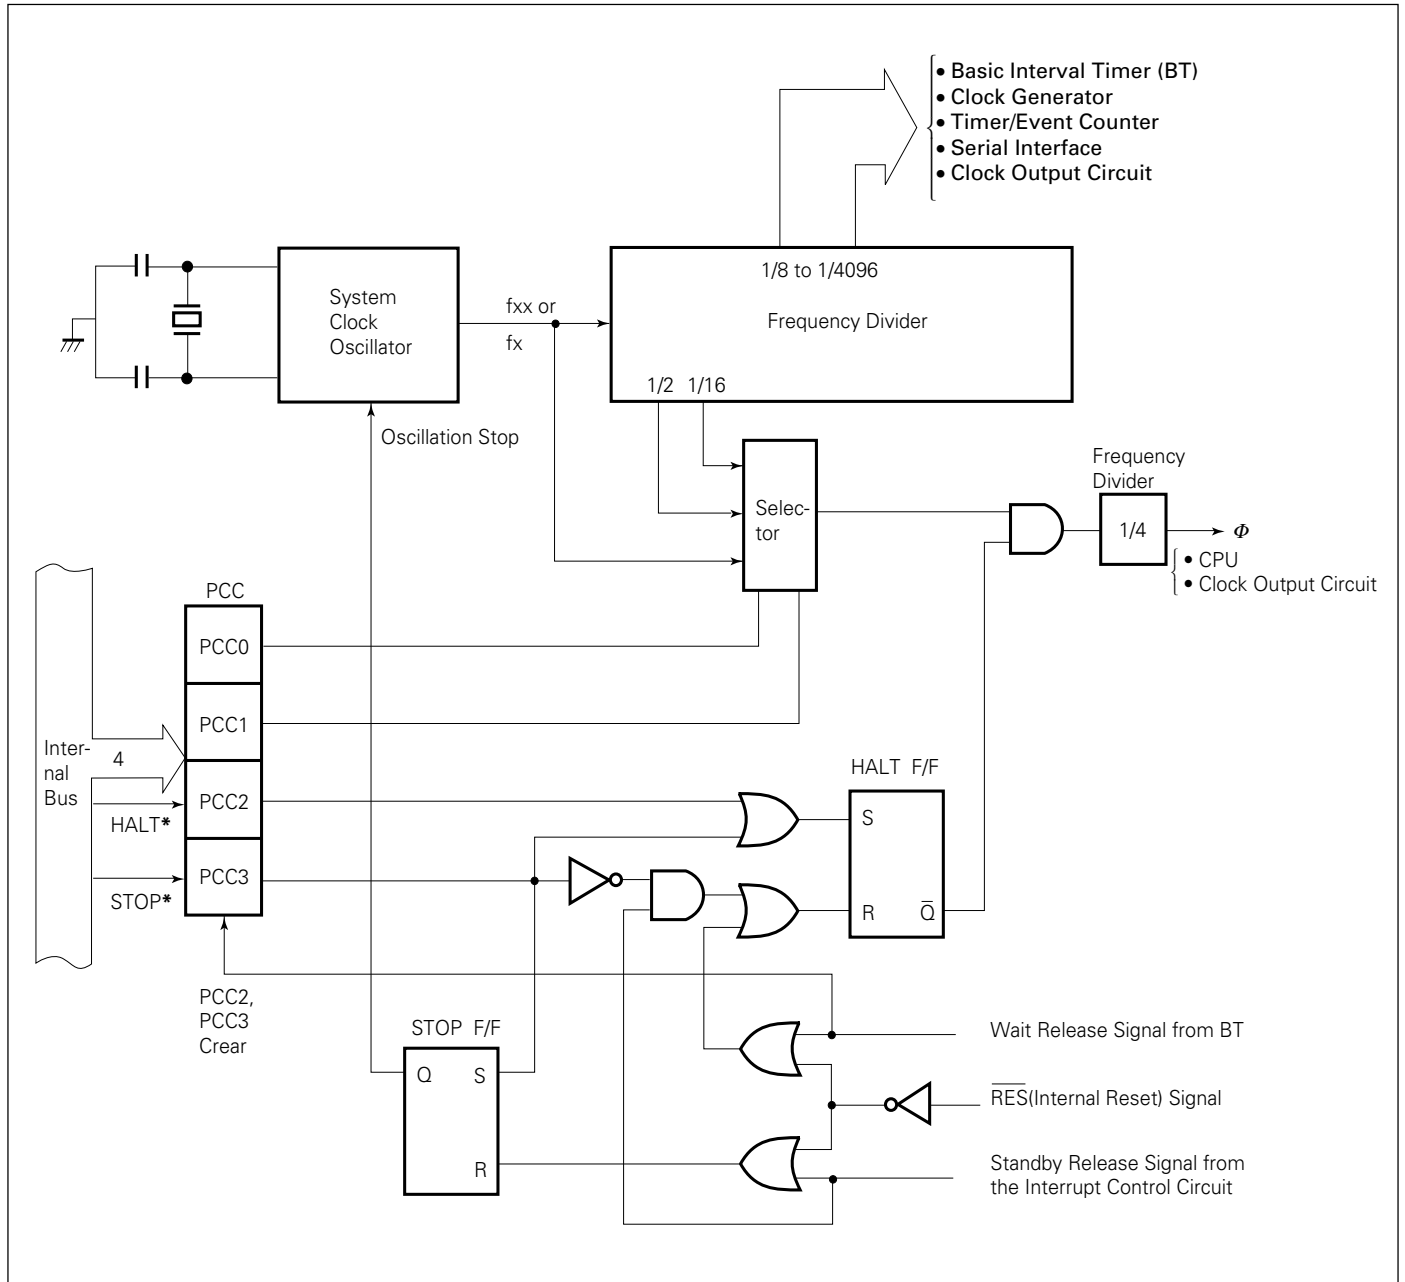 • Basic Interval Timer (BT)
• Clock Generator
• Timer/Event Counter
• Serial Interface
• Clock Output Circuit
System
Clock
Oscillator
fxx or
fx
1/8 to 1/4096
Frequency Divider
1/2 1/16
Oscillation Stop
Selec-
tor
Frequency
Divider
1/4
Φ
• CPU
• Clock Output Circuit
PCC
PCC0
PCC1
PCC2
PCC3
Inter-
nal
Bus
4
HALT*
STOP*
PCC2,
PCC3
Crear
HALT F/F
S
R Q̅
STOP F/F
Q S
R
Wait Release Signal from BT
R̅E̅S̅(Internal Reset) Signal
Standby Release Signal from
the Interrupt Control Circuit